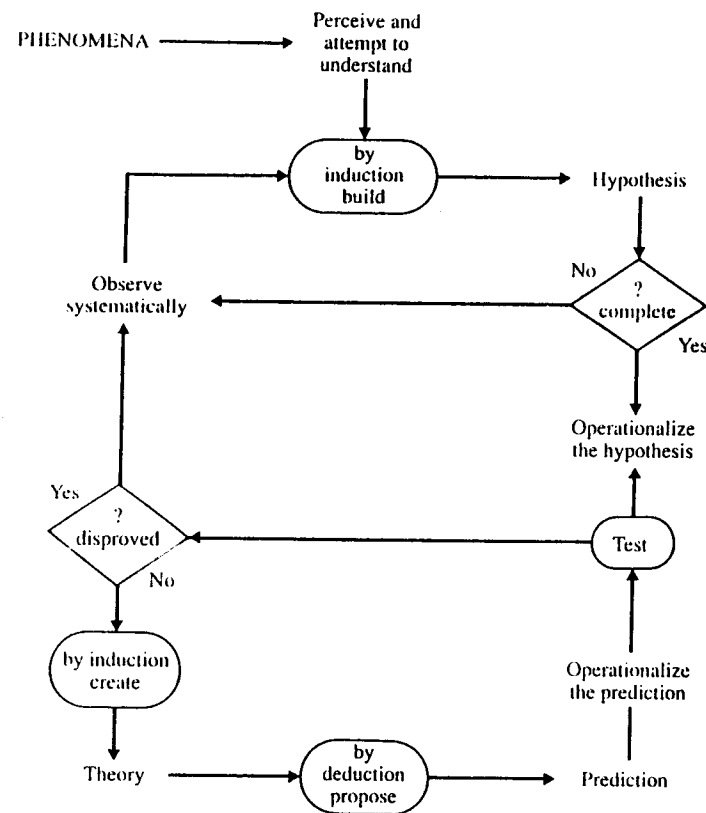 PHENOMENA
Perceive and
attempt to
understand
by
induction
build
Hypothesis
No
?
complete
Yes
Observe
systematically
Operationalize
the hypothesis
Yes
?
disproved
No
Test
by induction
create
Operationalize
the prediction
Theory
by
deduction
propose
Prediction